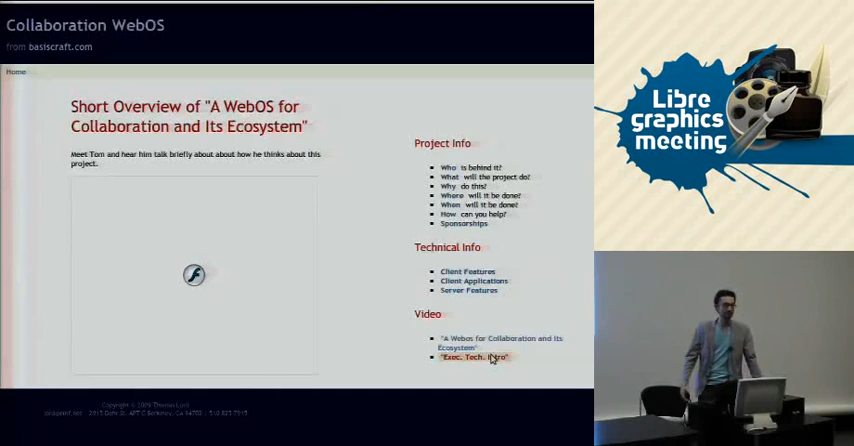 Collaboration WebOS
from basiscraft.com
Home
Short Overview of "A WebOS for
Collaboration and Its Ecosystem"
Meet Tom and hear him talk briefly about about how he thinks about this
project.
Project Info
Who is behind it?
What will the project do?
Why do this?
Where will it be done?
When will it be done?
How can you help?
Sponsorships
Technical Info
Client Features
Client Applications
Server Features
Video
"A Webos for Collaboration and Its
Ecosystem"
"Exec. Tech. Intro"
Libre
graphics
meeting